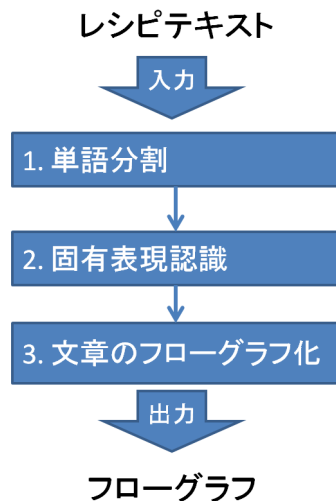 レシピテキスト
入力
1. 単語分割
2. 固有表現認識
3. 文章のフローグラフ化
出力
フローグラフ